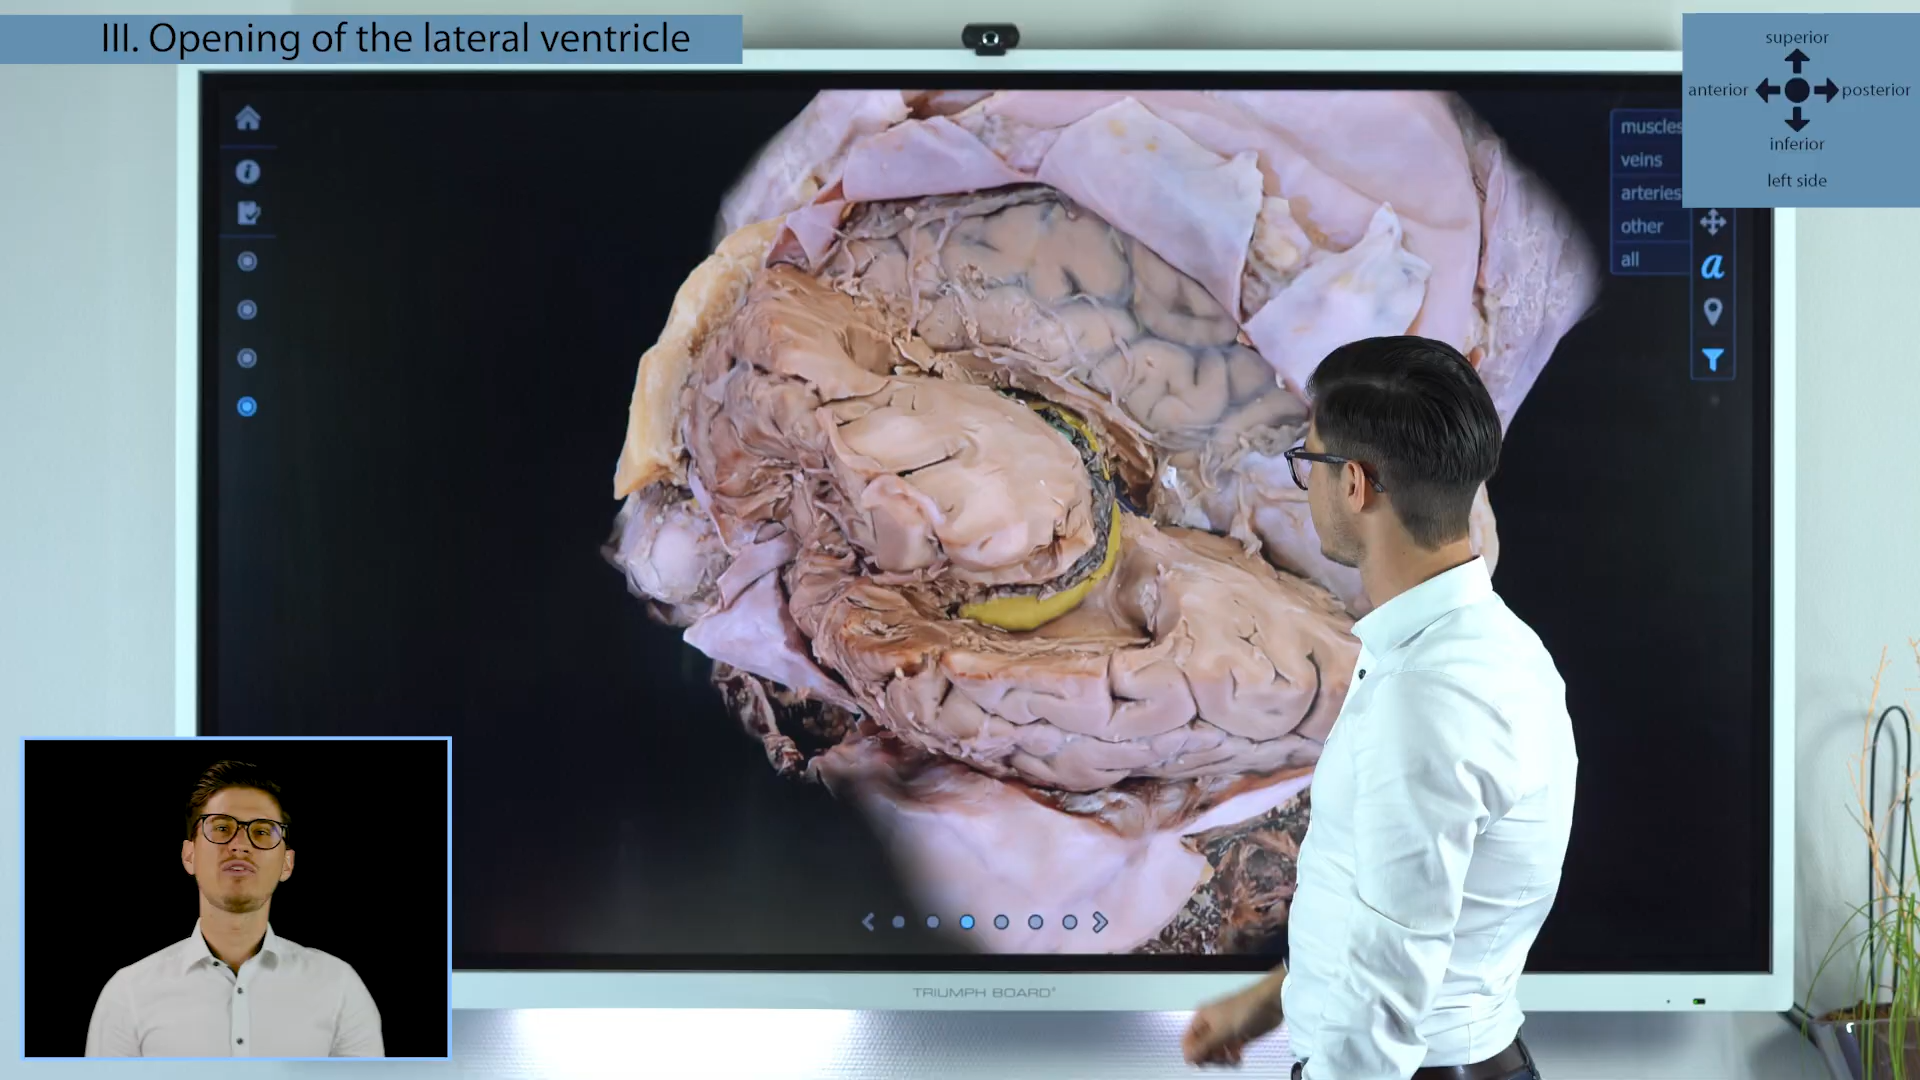 III. Opening of the lateral ventricle
superior
anterior
posterior
inferior
left side
muscles
veins
arteries
other
all
a
TRIUMPH BOARD